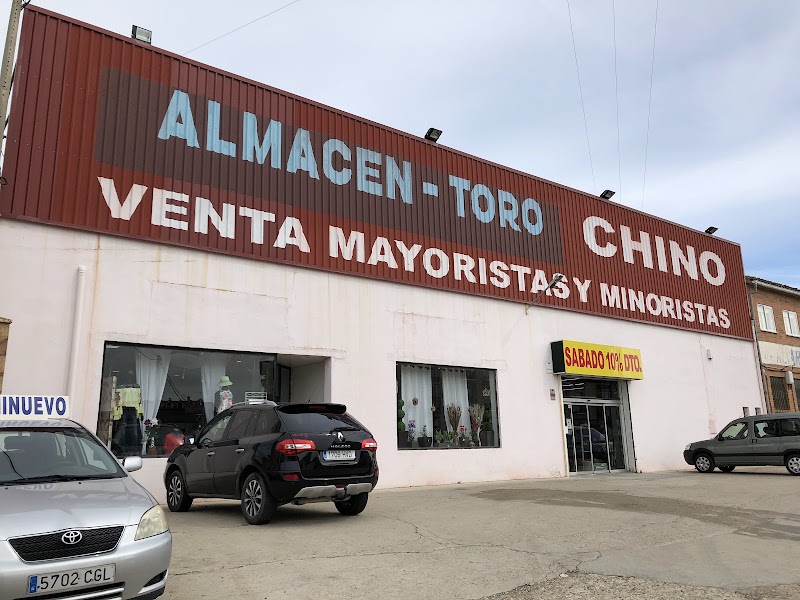 ALMACEN - TORO
CHINO
VENTA MAYORISTAS Y MINORISTAS
SABADO 10% DTO.
INUEVO
5702 CGL